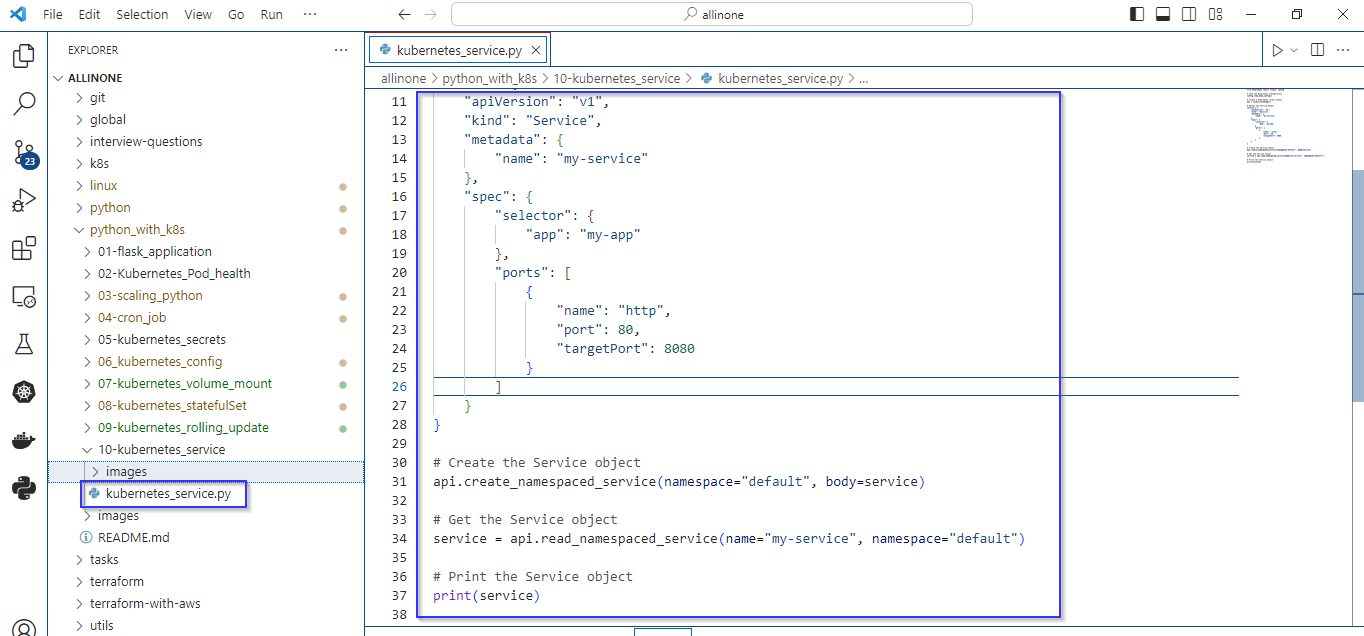 File Edit Selection View Go Run ··· allinone
EXPLORER ···
ALLINONE
git
global
interview-questions
k8s
linux
python
python_with_k8s
01-flask_application
02-Kubernetes_Pod_health
03-scaling_python
04-cron_job
05-kubernetes_secrets
06_kubernetes_config
07-kubernetes_volume_mount
08-kubernetes_statefulSet
09-kubernetes_rolling_update
10-kubernetes_service
images
kubernetes_service.py
images
README.md
tasks
terraform
terraform-with-aws
utils
23
kubernetes_service.py
allinone > python_with_k8s > 10-kubernetes_service > kubernetes_service.py > ...
11 "apiVersion": "v1",
12 "kind": "Service",
13 "metadata": {
14 "name": "my-service"
15 },
16 "spec": {
17 "selector": {
18 "app": "my-app"
19 },
20 "ports": [
21 {
22 "name": "http",
23 "port": 80,
24 "targetPort": 8080
25 }
26 ]
27 }
28 }
29
30 # Create the Service object
31 api.create_namespaced_service(namespace="default", body=service)
32
33 # Get the Service object
34 service = api.read_namespaced_service(name="my-service", namespace="default")
35
36 # Print the Service object
37 print(service)
38